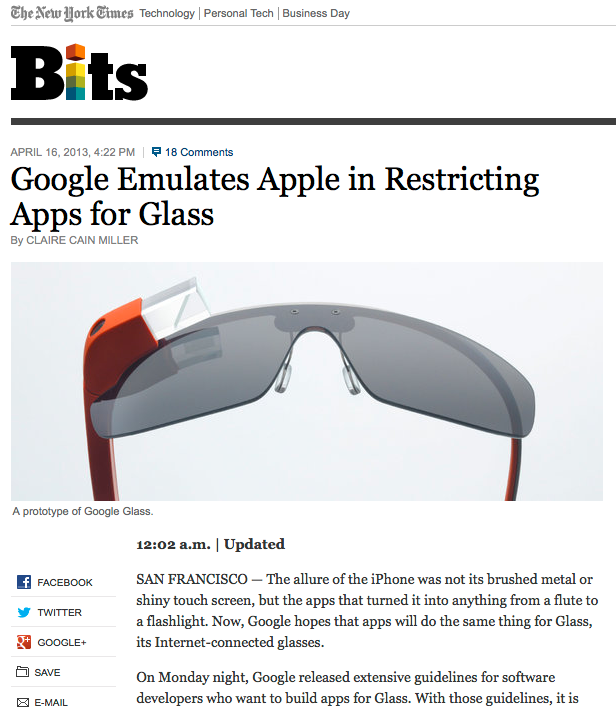 The New York Times Technology | Personal Tech | Business Day
Bits
APRIL 16, 2013, 4:22 PM | 18 Comments
Google Emulates Apple in Restricting
Apps for Glass
By CLAIRE CAIN MILLER
A prototype of Google Glass.
12:02 a.m. | Updated
FACEBOOK
TWITTER
GOOGLE+
SAVE
E-MAIL
SAN FRANCISCO — The allure of the iPhone was not its brushed metal or
shiny touch screen, but the apps that turned it into anything from a flute to
a flashlight. Now, Google hopes that apps will do the same thing for Glass,
its Internet-connected glasses.
On Monday night, Google released extensive guidelines for software
developers who want to build apps for Glass. With those guidelines, it is